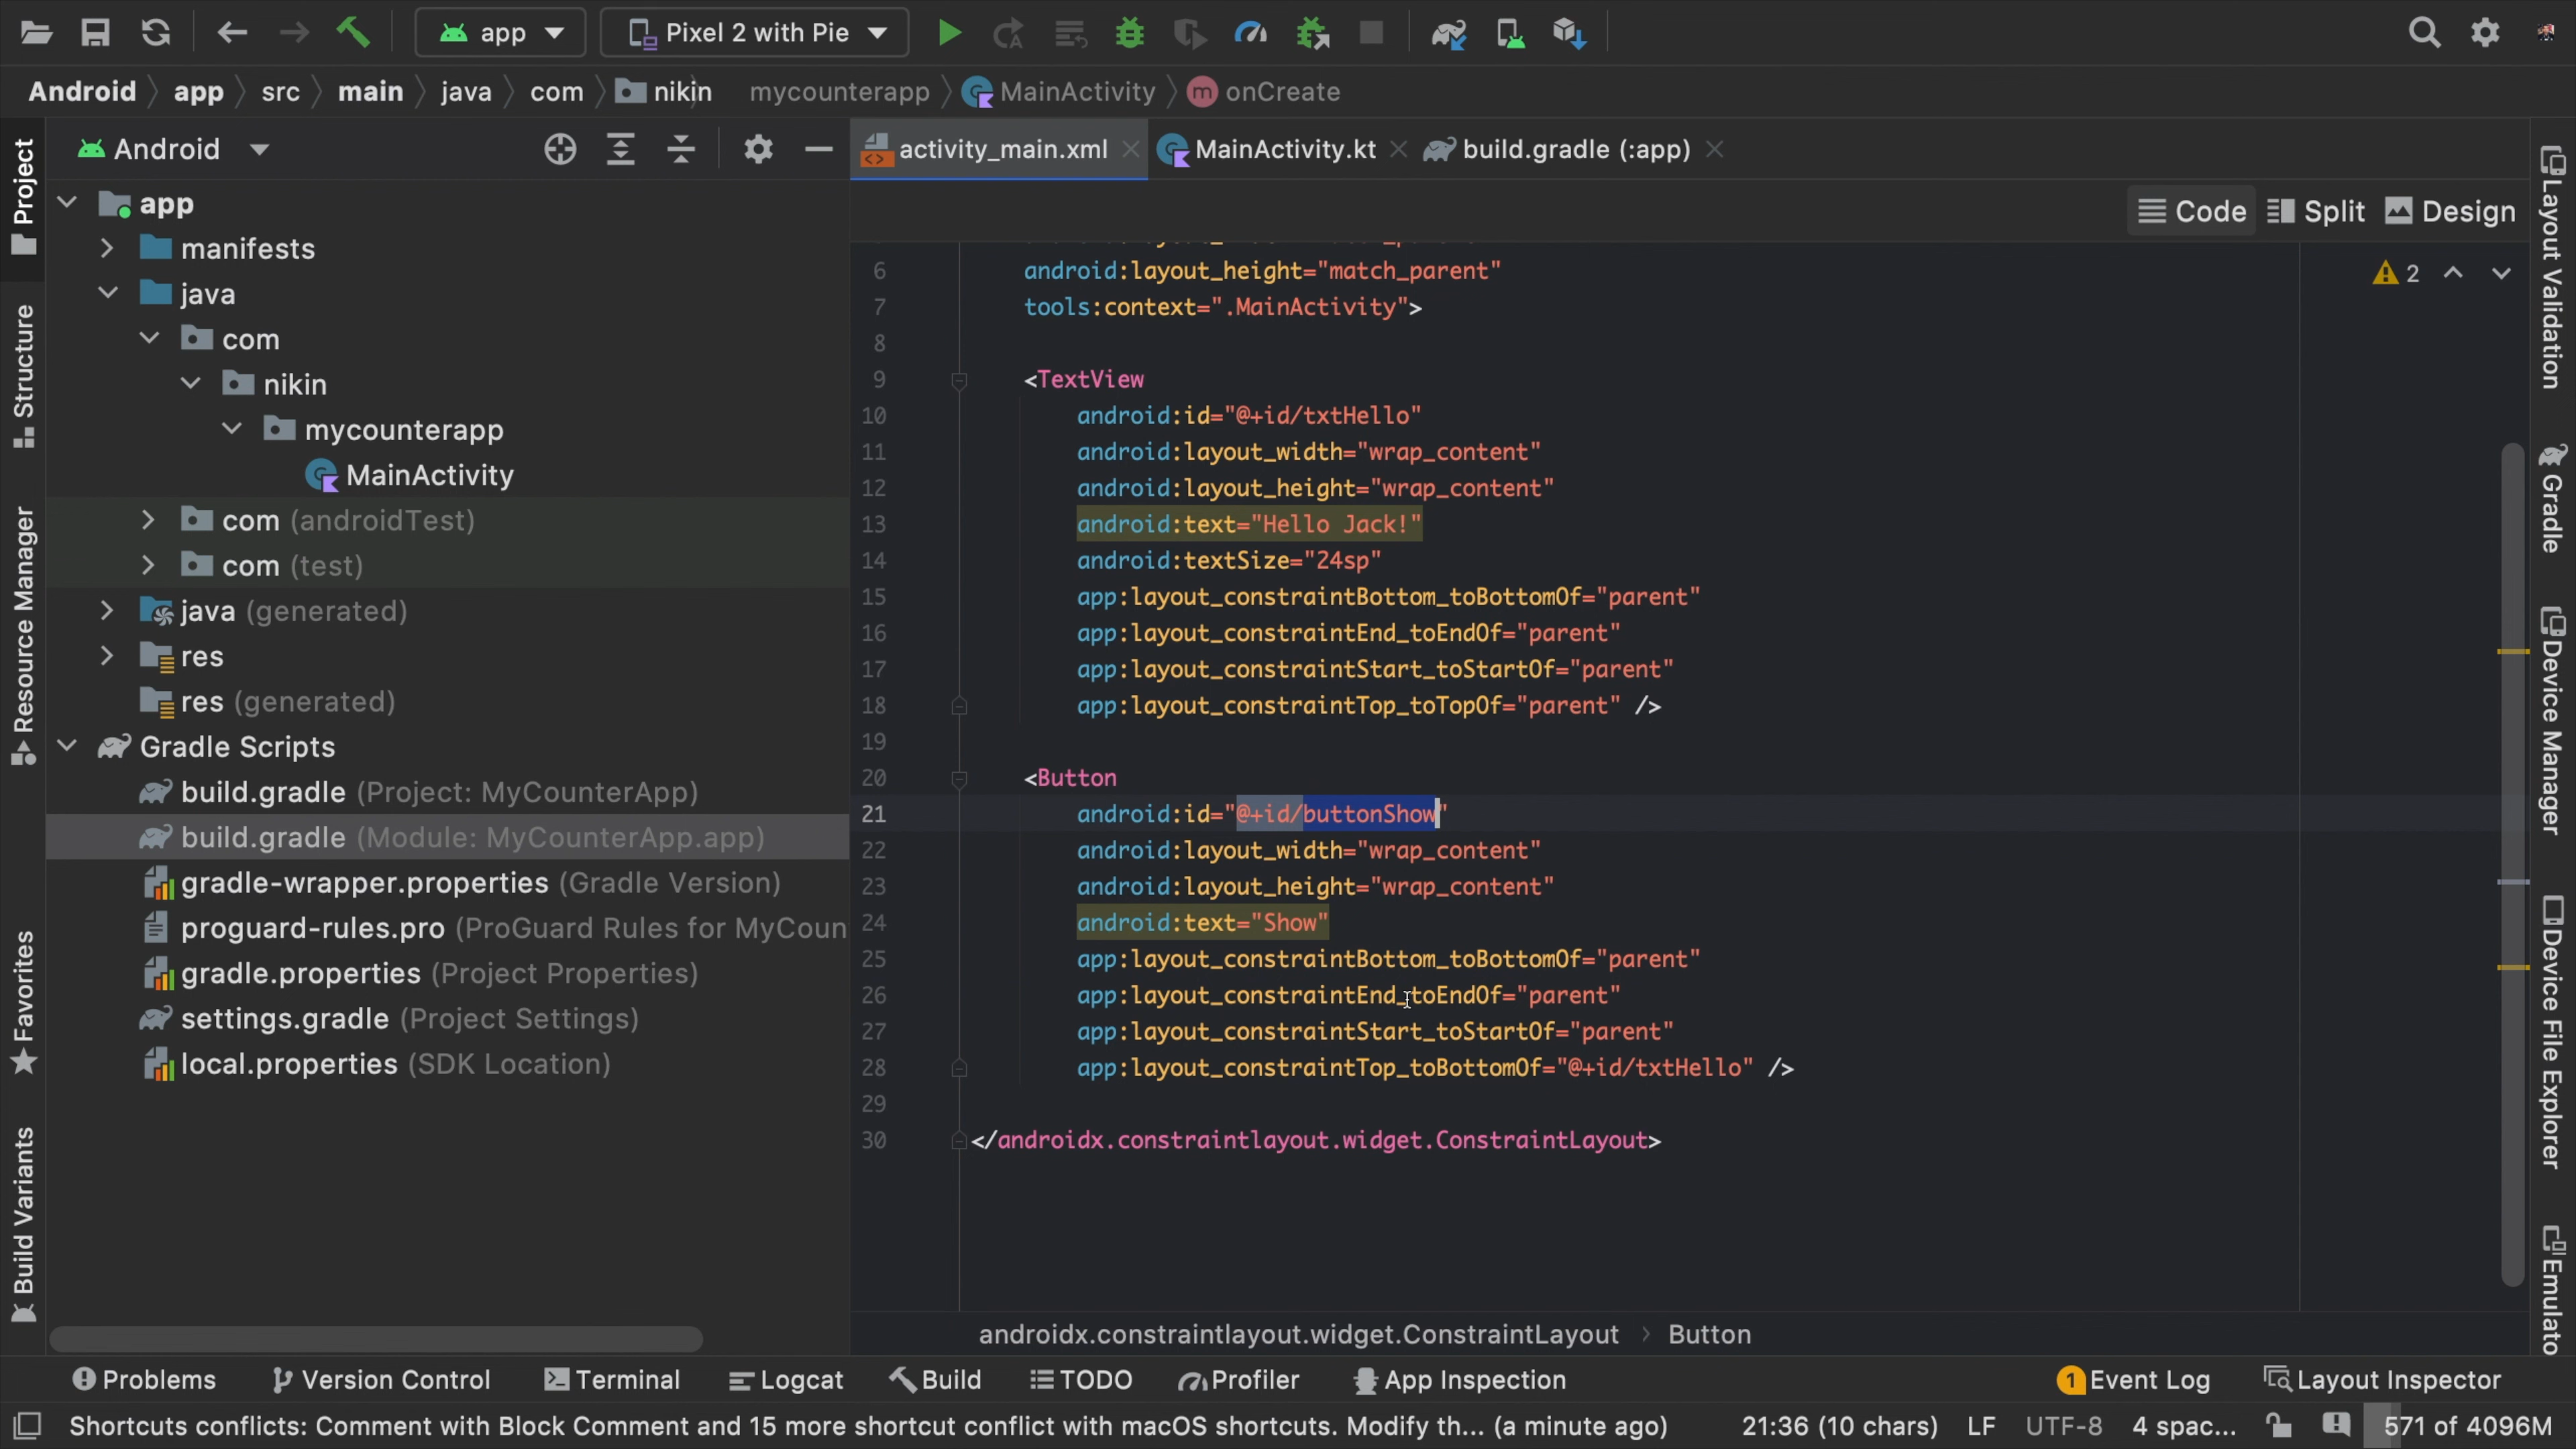 app
Pixel 2 with Pie
Android
app
src
main
java
com
nikin
mycounterapp
MainActivity
onCreate
Project
Structure
Resource Manager
Favorites
Build Variants
Android
app
manifests
java
com
nikin
mycounterapp
MainActivity
com (androidTest)
com (test)
java (generated)
res
res (generated)
Gradle Scripts
build.gradle (Project: MyCounterApp)
build.gradle (Module: MyCounterApp.app)
gradle-wrapper.properties (Gradle Version)
proguard-rules.pro (ProGuard Rules for MyCoun
gradle.properties (Project Properties)
settings.gradle (Project Settings)
local.properties (SDK Location)
activity_main.xml
MainActivity.kt
build.gradle (:app)
Code
Split
Design
2
6 android:layout_height="match_parent"
7 tools:context=".MainActivity">
8
9 <TextView
10 android:id="@+id/txtHello"
11 android:layout_width="wrap_content"
12 android:layout_height="wrap_content"
13 android:text="Hello Jack!"
14 android:textSize="24sp"
15 app:layout_constraintBottom_toBottomOf="parent"
16 app:layout_constraintEnd_toEndOf="parent"
17 app:layout_constraintStart_toStartOf="parent"
18 app:layout_constraintTop_toTopOf="parent" />
19
20 <Button
21 android:id="@+id/buttonShow"
22 android:layout_width="wrap_content"
23 android:layout_height="wrap_content"
24 android:text="Show"
25 app:layout_constraintBottom_toBottomOf="parent"
26 app:layout_constraintEnd_toEndOf="parent"
27 app:layout_constraintStart_toStartOf="parent"
28 app:layout_constraintTop_toBottomOf="@+id/txtHello" />
29
30 </androidx.constraintlayout.widget.ConstraintLayout>
androidx.constraintlayout.widget.ConstraintLayout
Button
Layout Validation
Gradle
Device Manager
Device File Explorer
Emulato
Problems
Version Control
Terminal
Logcat
Build
TODO
Profiler
App Inspection
1 Event Log
Layout Inspector
Shortcuts conflicts: Comment with Block Comment and 15 more shortcut conflict with macOS shortcuts. Modify th... (a minute ago)
21:36 (10 chars)
LF
UTF-8
4 spac...
571 of 4096M